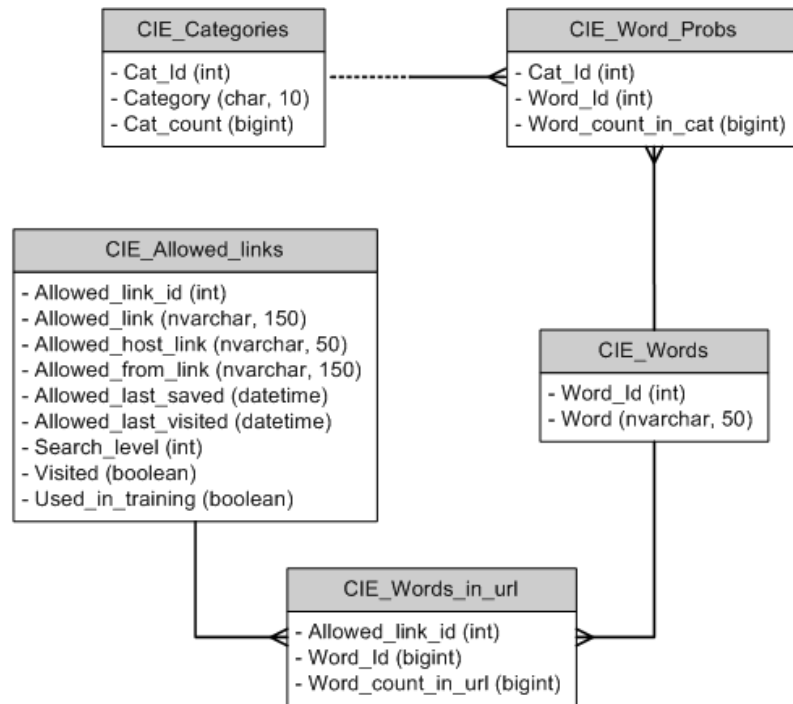 CIE_Categories
- Cat_Id (int)
- Category (char, 10)
- Cat_count (bigint)
CIE_Word_Probs
- Cat_Id (int)
- Word_Id (int)
- Word_count_in_cat (bigint)
CIE_Allowed_links
- Allowed_link_id (int)
- Allowed_link (nvarchar, 150)
- Allowed_host_link (nvarchar, 50)
- Allowed_from_link (nvarchar, 150)
- Allowed_last_saved (datetime)
- Allowed_last_visited (datetime)
- Search_level (int)
- Visited (boolean)
- Used_in_training (boolean)
CIE_Words
- Word_Id (int)
- Word (nvarchar, 50)
CIE_Words_in_url
- Allowed_link_id (int)
- Word_Id (bigint)
- Word_count_in_url (bigint)